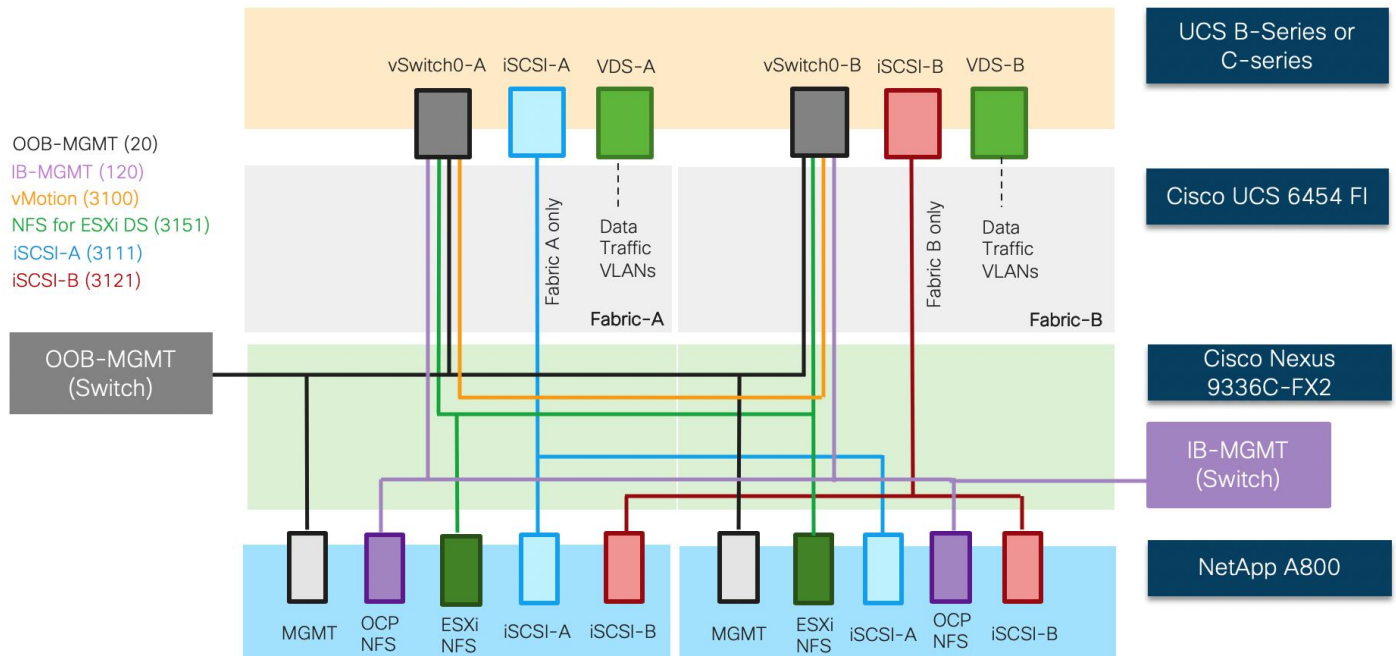 UCS B-Series or
C-series
vSwitch0-A
iSCSI-A
VDS-A
vSwitch0-B
iSCSI-B
VDS-B
OOB-MGMT (20)
IB-MGMT (120)
vMotion (3100)
NFS for ESXi DS (3151)
iSCSI-A (3111)
iSCSI-B (3121)
Cisco UCS 6454 FI
Fabric A only
Data
Traffic
VLANs
Fabric B only
Data
Traffic
VLANs
Fabric-A
Fabric-B
OOB-MGMT
(Switch)
Cisco Nexus
9336C-FX2
IB-MGMT
(Switch)
NetApp A800
MGMT
OCP
NFS
ESXi
NFS
iSCSI-A
iSCSI-B
MGMT
ESXi
NFS
iSCSI-A
OCP
NFS
iSCSI-B